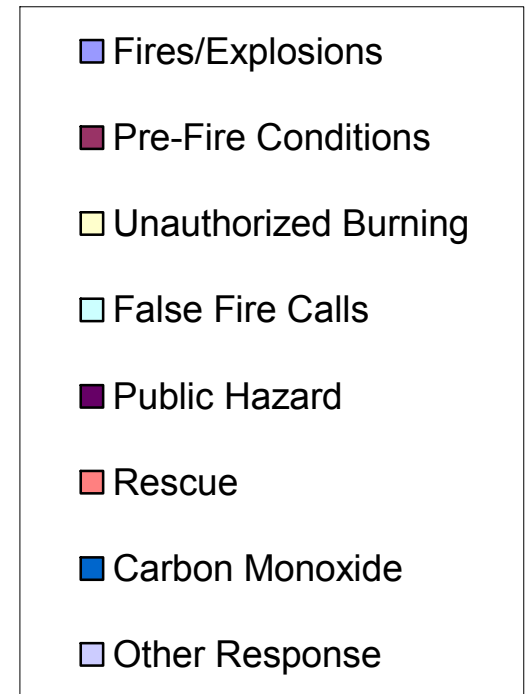 Fires/Explosions
Pre-Fire Conditions
Unauthorized Burning
False Fire Calls
Public Hazard
Rescue
Carbon Monoxide
Other Response